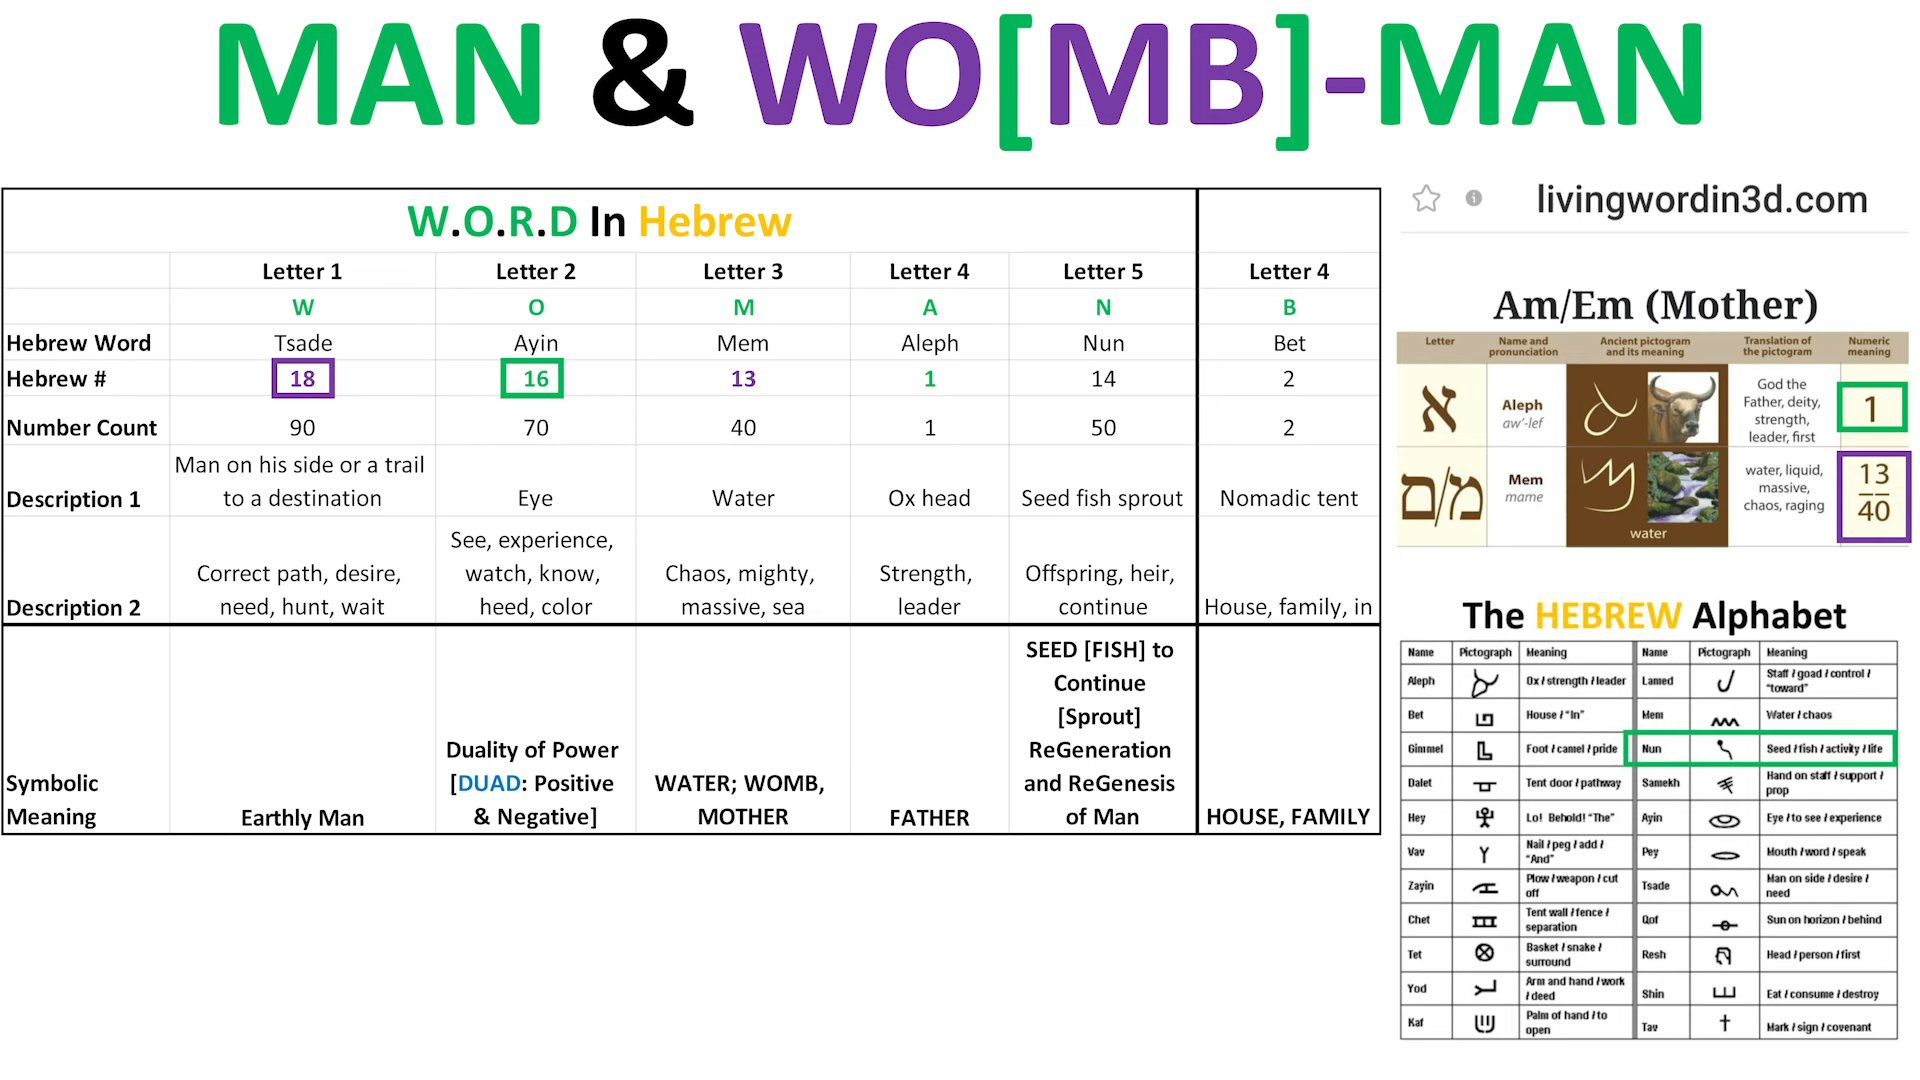 MAN & WO[MB]-MAN
W.O.R.D In Hebrew
Letter 1 Letter 2 Letter 3 Letter 4 Letter 5 Letter 4
W O M A N B
Hebrew Word Tsade Ayin Mem Aleph Nun Bet
Hebrew # 18 16 13 1 14 2
Number Count 90 70 40 1 50 2
Description 1 Man on his side or a trail to a destination Eye Water Ox head Seed fish sprout Nomadic tent
Description 2 Correct path, desire, need, hunt, wait See, experience, watch, know, heed, color Chaos, mighty, massive, sea Strength, leader Offspring, heir, continue House, family, in
Symbolic Meaning Earthly Man Duality of Power [DUAD: Positive & Negative] WATER; WOMB, MOTHER FATHER SEED [FISH] to Continue [Sprout] ReGeneration and ReGenesis of Man HOUSE, FAMILY
livingwordin3d.com
Am/Em (Mother)
Letter Name and pronunciation Ancient pictogram and its meaning Translation of the pictogram Numeric meaning
א Aleph aw'-lef God the Father, deity, strength, leader, first 1
מ/ם Mem mame water water, liquid, massive, chaos, raging 13 40
The HEBREW Alphabet
Name Pictograph Meaning Name Pictograph Meaning
Aleph Ox / strength / leader Lamed Staff / goad / control / "toward"
Bet House / "In" Mem Water / chaos
Gimmel Foot / camel / pride Nun Seed / fish / activity / life
Dalet Tent door / pathway Samekh Hand on staff / support / prop
Hey Lo! Behold! "The" Ayin Eye / to see / experience
Vav Nail / peg / add / "And" Pey Mouth / word / speak
Zayin Plow / weapon / cut off Tsade Man on side / desire / need
Chet Tent wall / fence / separation Qof Sun on horizon / behind
Tet Basket / snake / surround Resh Head / person / first
Yod Arm and hand / work / deed Shin Eat / consume / destroy
Kaf Palm of hand / to open Tav Mark / sign / covenant